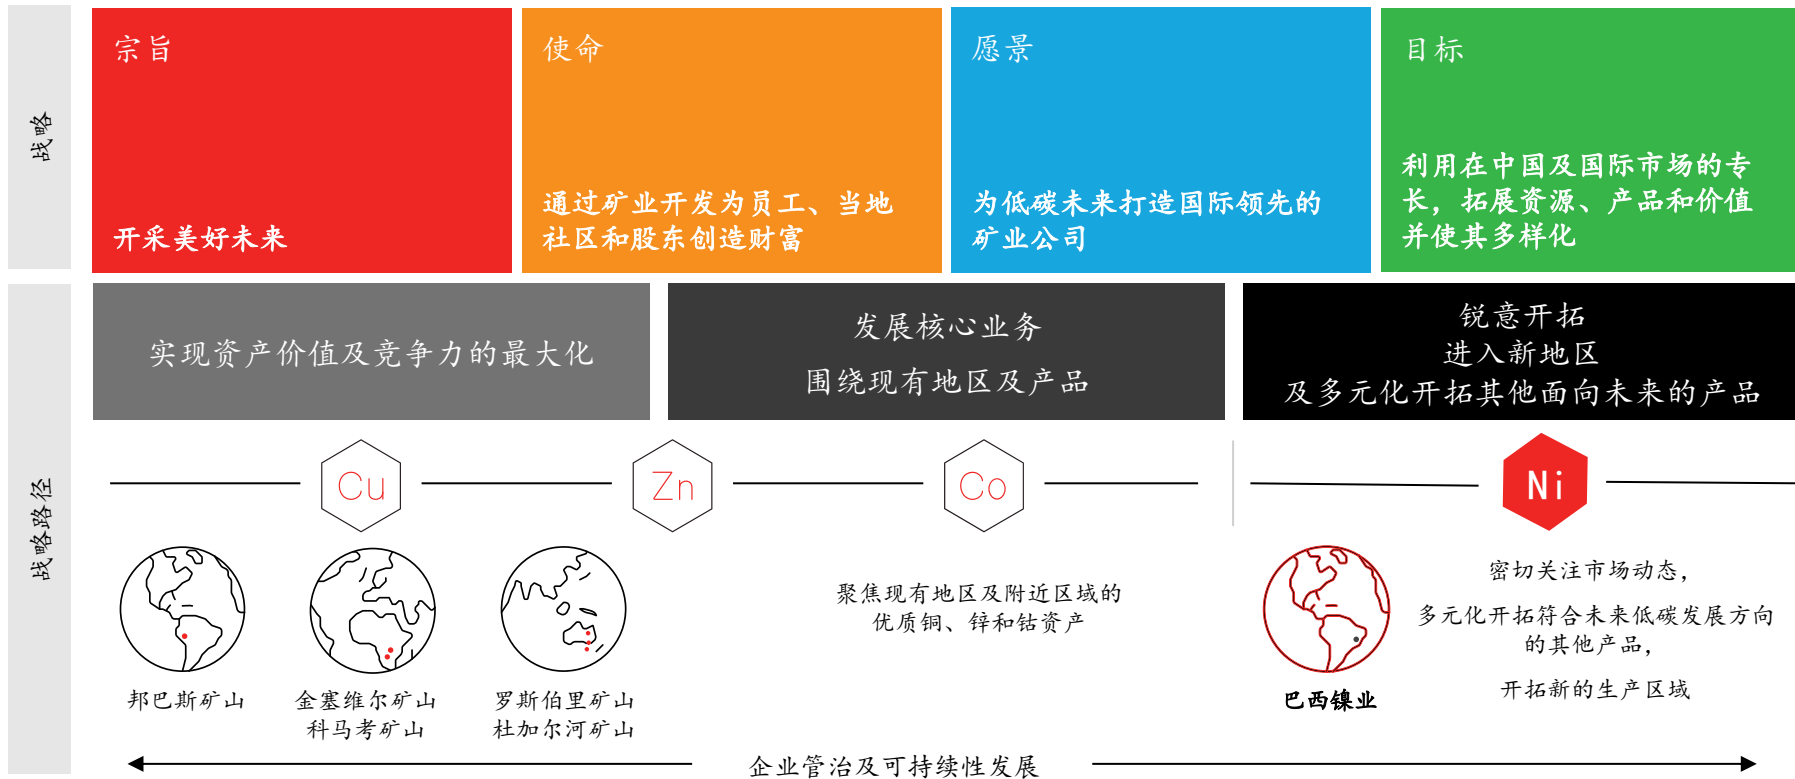 战略
宗旨
开采美好未来
使命
通过矿业开发为员工、当地
社区和股东创造财富
愿景
为低碳未来打造国际领先的
矿业公司
目标
利用在中国及国际市场的专
长，拓展资源、产品和价值
并使其多样化
战略路径
实现资产价值及竞争力的最大化
发展核心业务
围绕现有地区及产品
锐意开拓
进入新地区
及多元化开拓其他面向未来的产品
Cu
Zn
Co
Ni
邦巴斯矿山
金塞维尔矿山
科马考矿山
罗斯伯里矿山
杜加尔河矿山
聚焦现有地区及附近区域的
优质铜、锌和钴资产
巴西镍业
密切关注市场动态，
多元化开拓符合未来低碳发展方向
的其他产品，
开拓新的生产区域
企业管治及可持续性发展